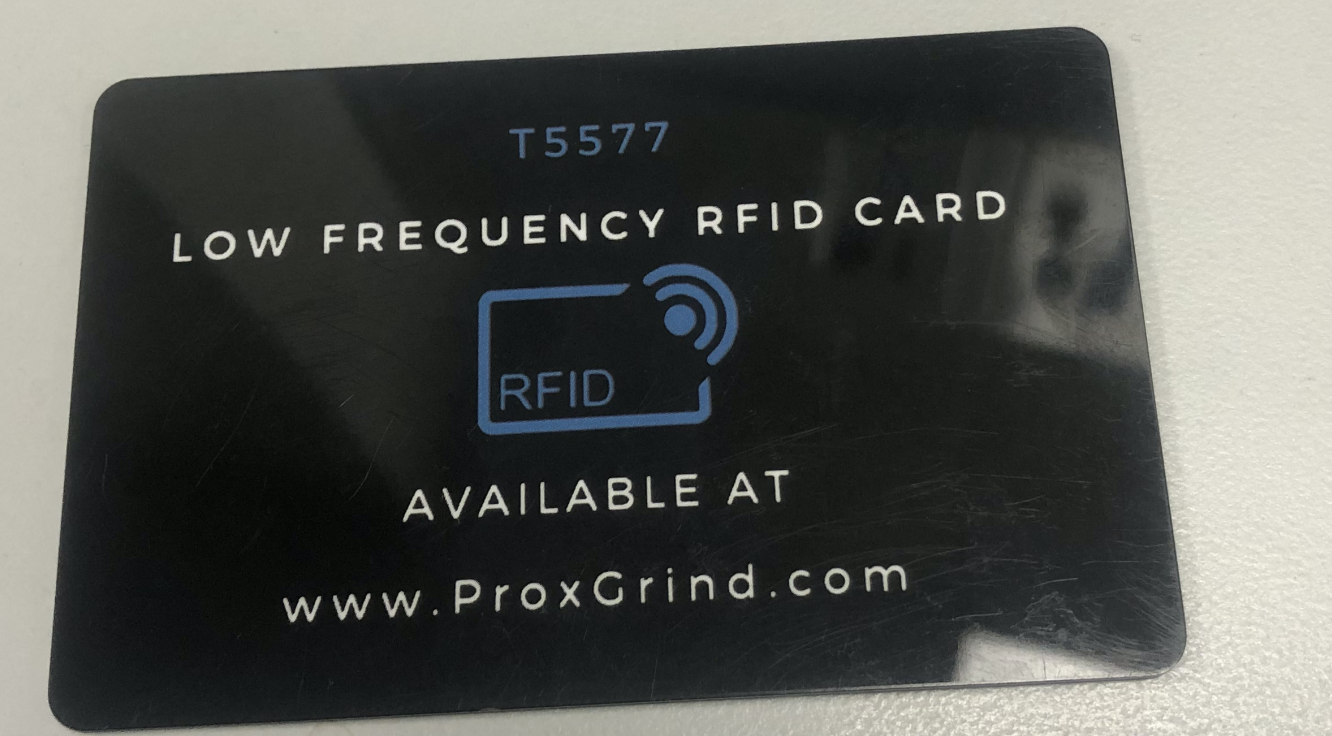 T5577
LOW FREQUENCY RFID CARD
RFID
AVAILABLE AT
www.ProxGrind.com